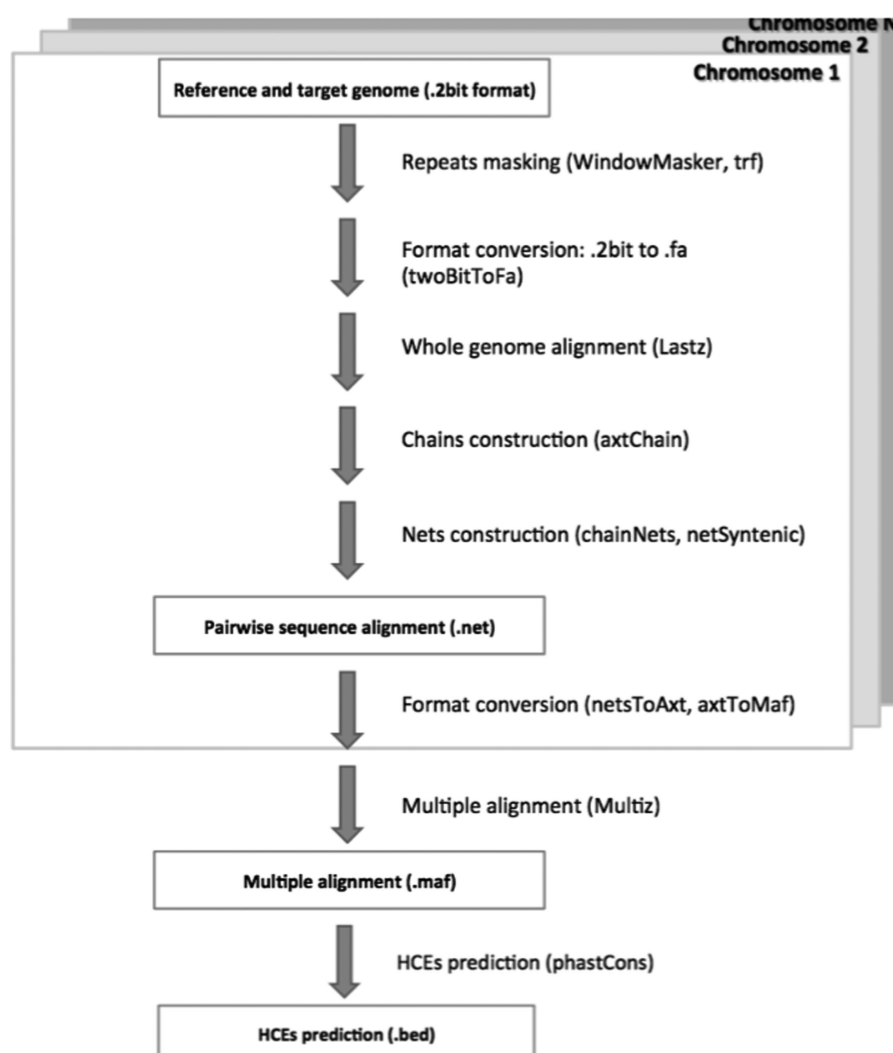 Chromosome N
Chromosome 2
Chromosome 1
Reference and target genome (.2bit format)
Repeats masking (WindowMasker, trf)
Format conversion: .2bit to .fa
(twoBitToFa)
Whole genome alignment (Lastz)
Chains construction (axtChain)
Nets construction (chainNets, netSyntenic)
Pairwise sequence alignment (.net)
Format conversion (netsToAxt, axtToMaf)
Multiple alignment (Multiz)
Multiple alignment (.maf)
HCEs prediction (phastCons)
HCEs prediction (.bed)